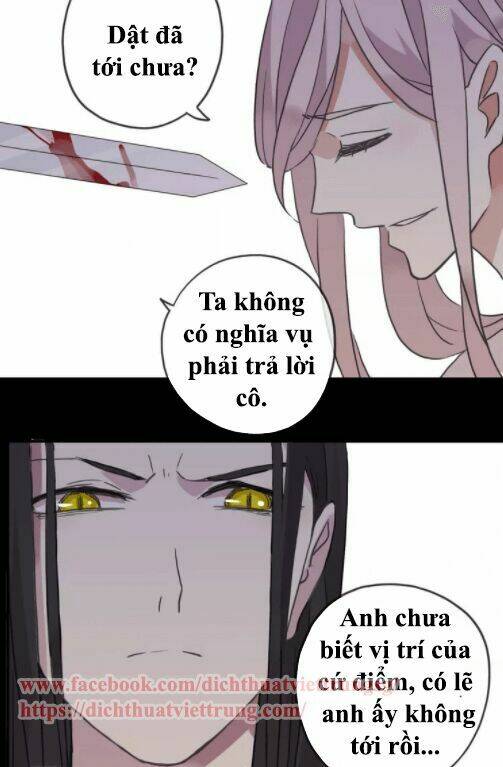 Dật đã
tới chưa?
Ta không
có nghĩa vụ
phải trả lời
cô.
Anh chưa
biết vị trí của
cứ điểm, có lẽ
anh ấy không
tới rồi...
www.facebook.com/dichthuatviettrung
https://dichthuatviettrung.com/